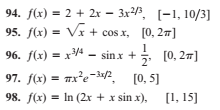 94. f(x) = 2 + 2x − 3x^{2/3}, [−1, 10/3]
95. f(x) = √x + cos x, [0, 2π]
96. f(x) = x^{3/4} − sin x + 1/2, [0, 2π]
97. f(x) = πx²e^{−3x/2}, [0, 5]
98. f(x) = ln (2x + x sin x), [1, 15]